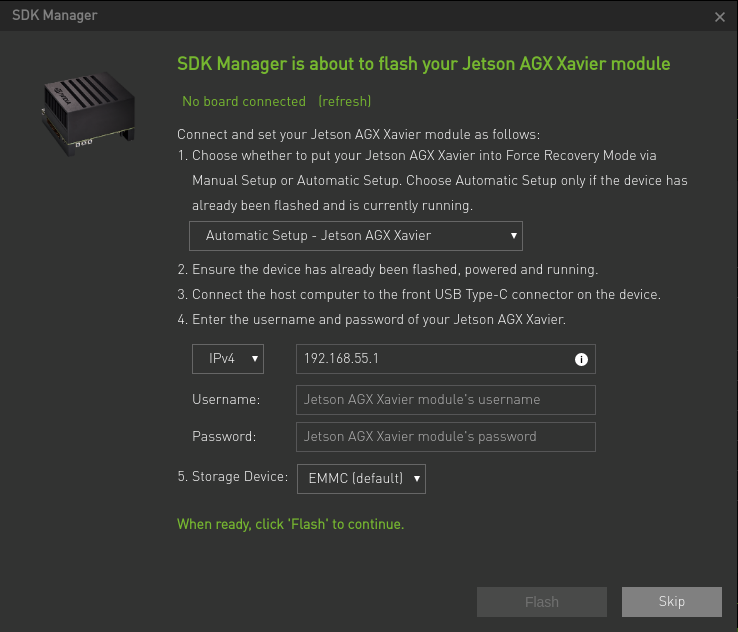 SDK Manager
SDK Manager is about to flash your Jetson AGX Xavier module
No board connected (refresh)
Connect and set your Jetson AGX Xavier module as follows:
1. Choose whether to put your Jetson AGX Xavier into Force Recovery Mode via
Manual Setup or Automatic Setup. Choose Automatic Setup only if the device has
already been flashed and is currently running.
Automatic Setup - Jetson AGX Xavier
2. Ensure the device has already been flashed, powered and running.
3. Connect the host computer to the front USB Type-C connector on the device.
4. Enter the username and password of your Jetson AGX Xavier.
IPv4 192.168.55.1
Username: Jetson AGX Xavier module's username
Password: Jetson AGX Xavier module's password
5. Storage Device: EMMC (default)
When ready, click 'Flash' to continue.
Flash Skip